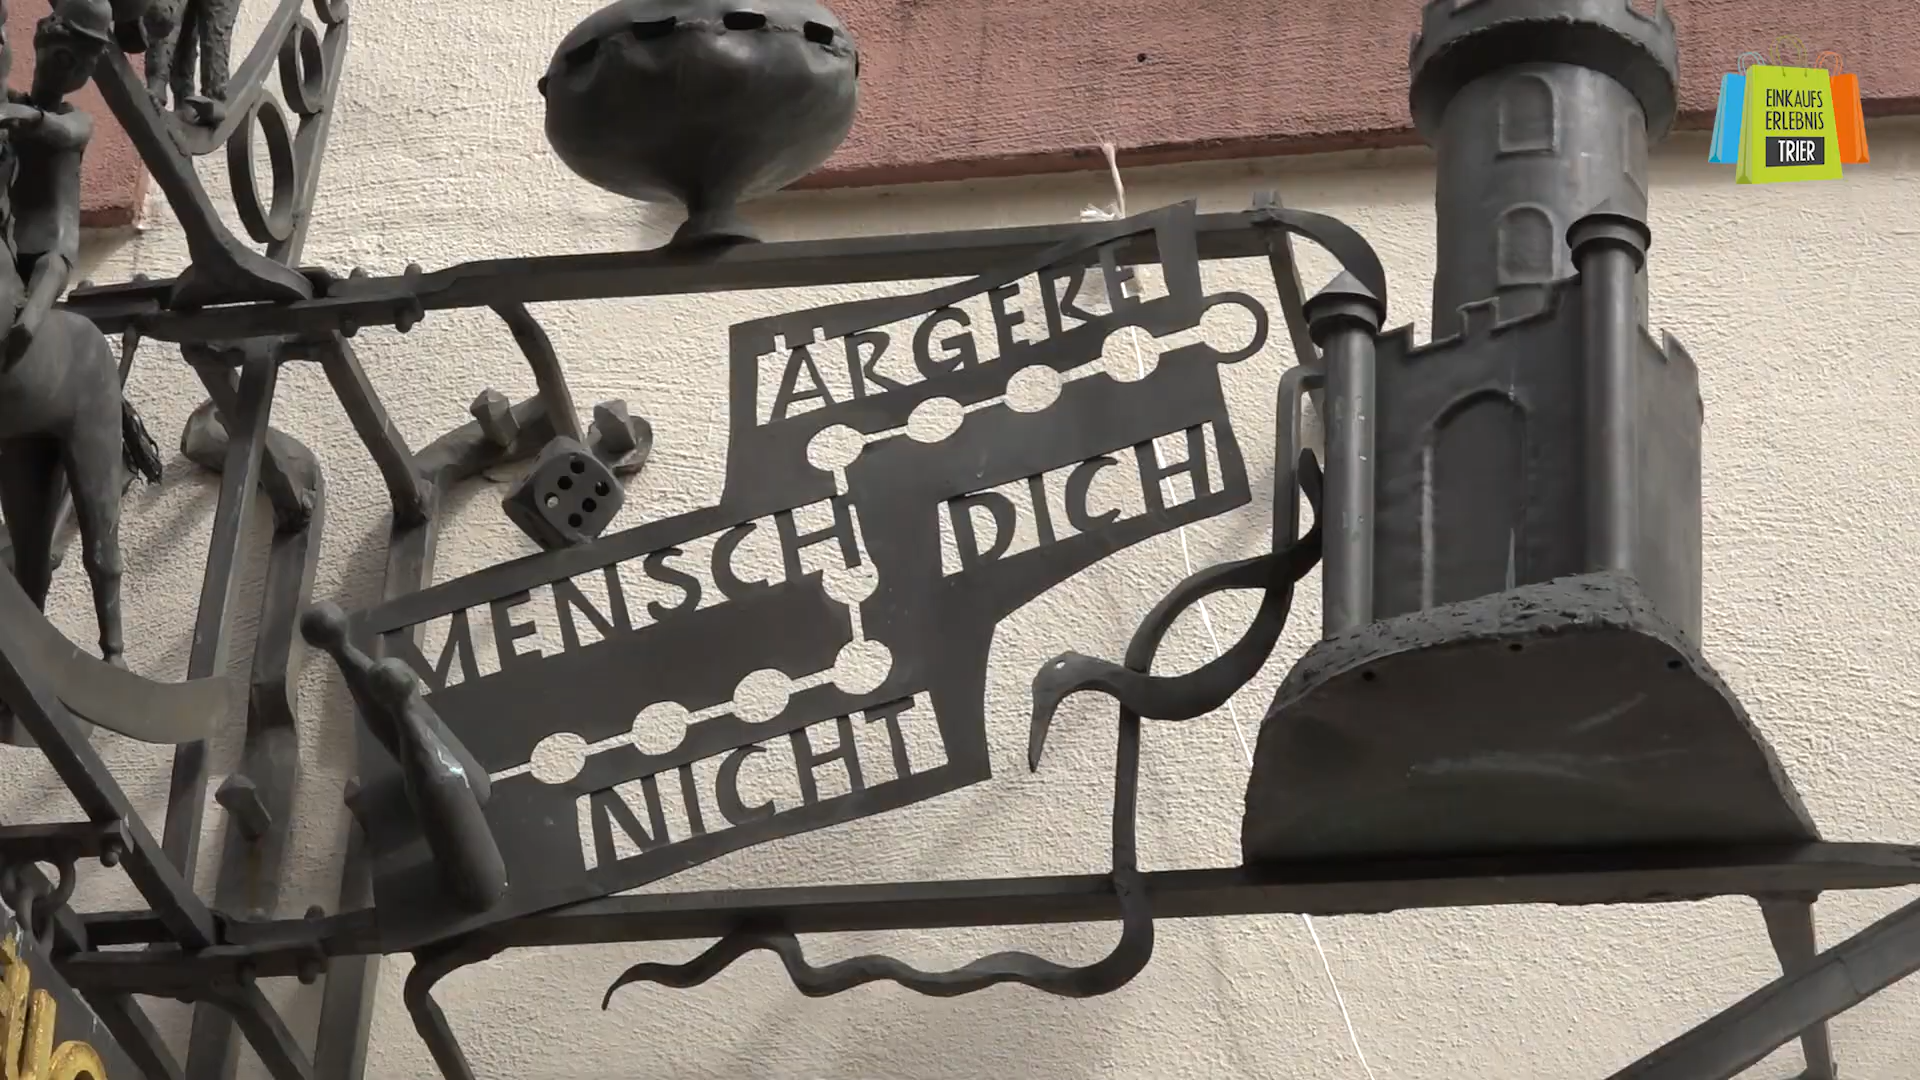 ÄRGERE
MENSCH DICH
NICHT
EINKAUFS
ERLEBNIS
TRIER